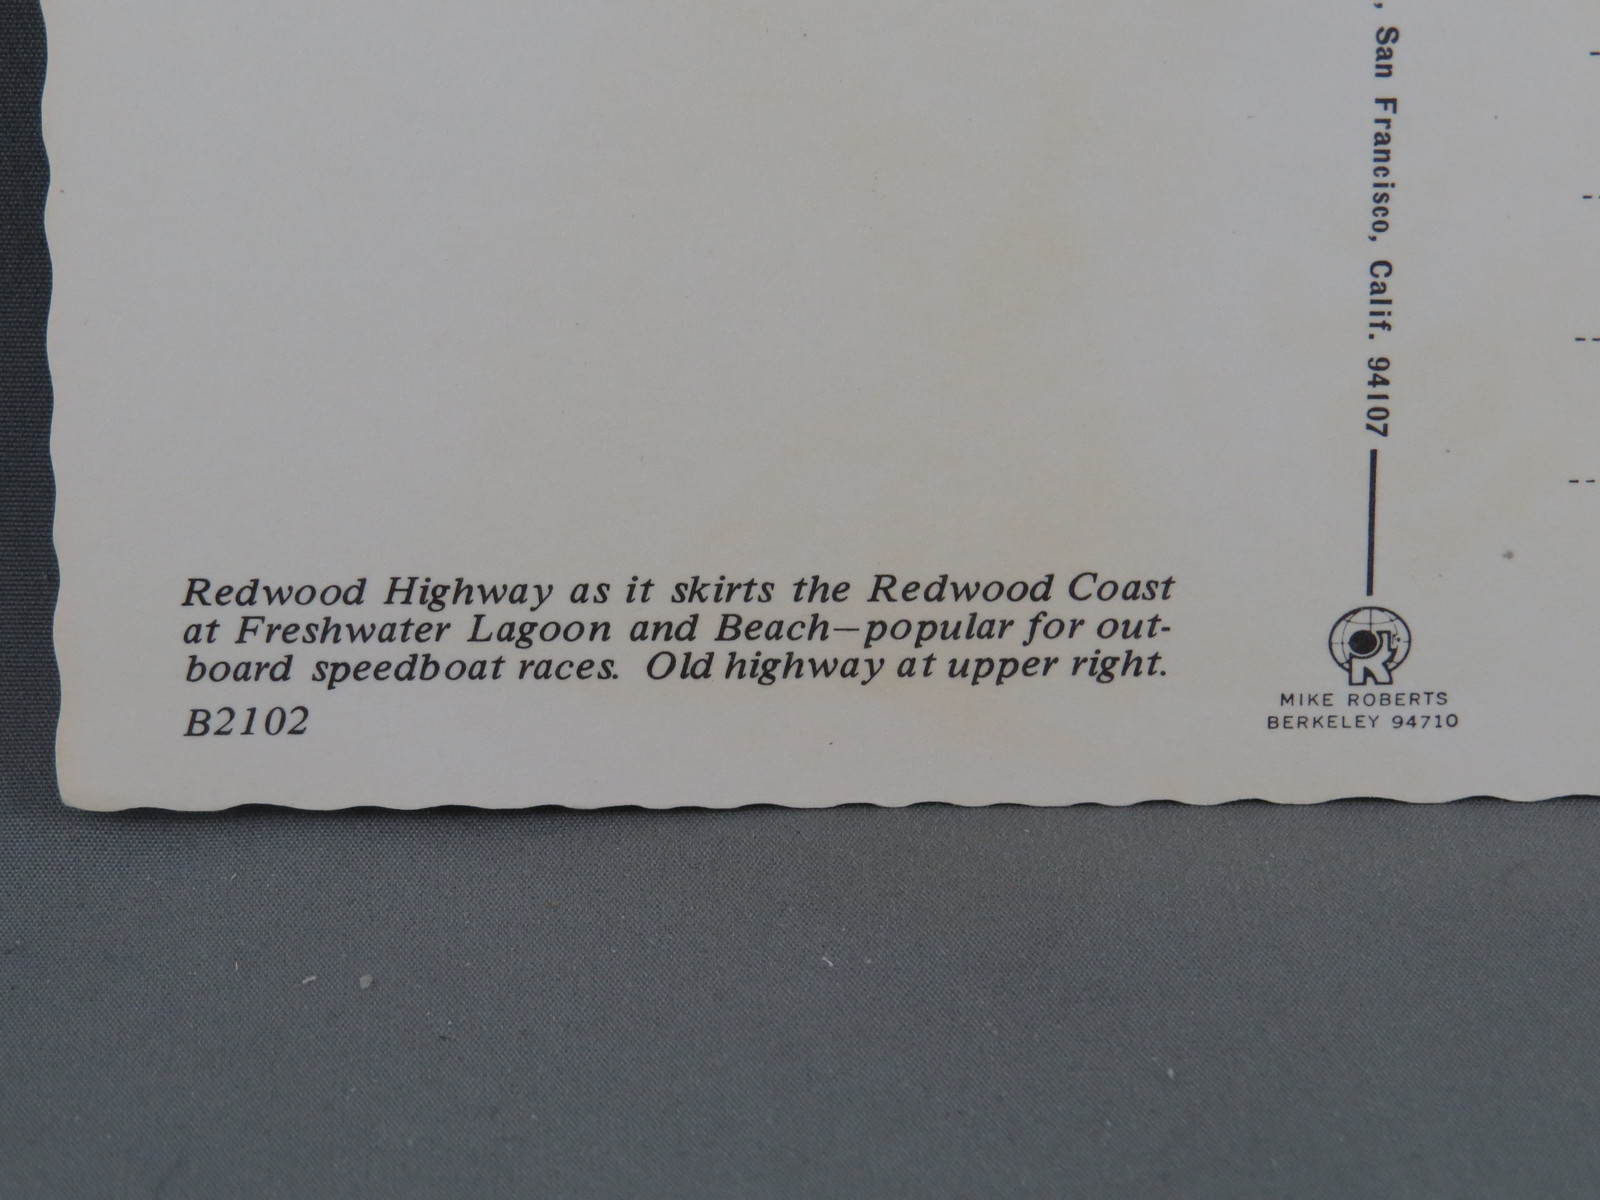 Redwood Highway as it skirts the Redwood Coast
at Freshwater Lagoon and Beach—popular for out-
board speedboat races. Old highway at upper right.
B2102
, San Francisco, Calif. 94107
MIKE ROBERTS
BERKELEY 94710